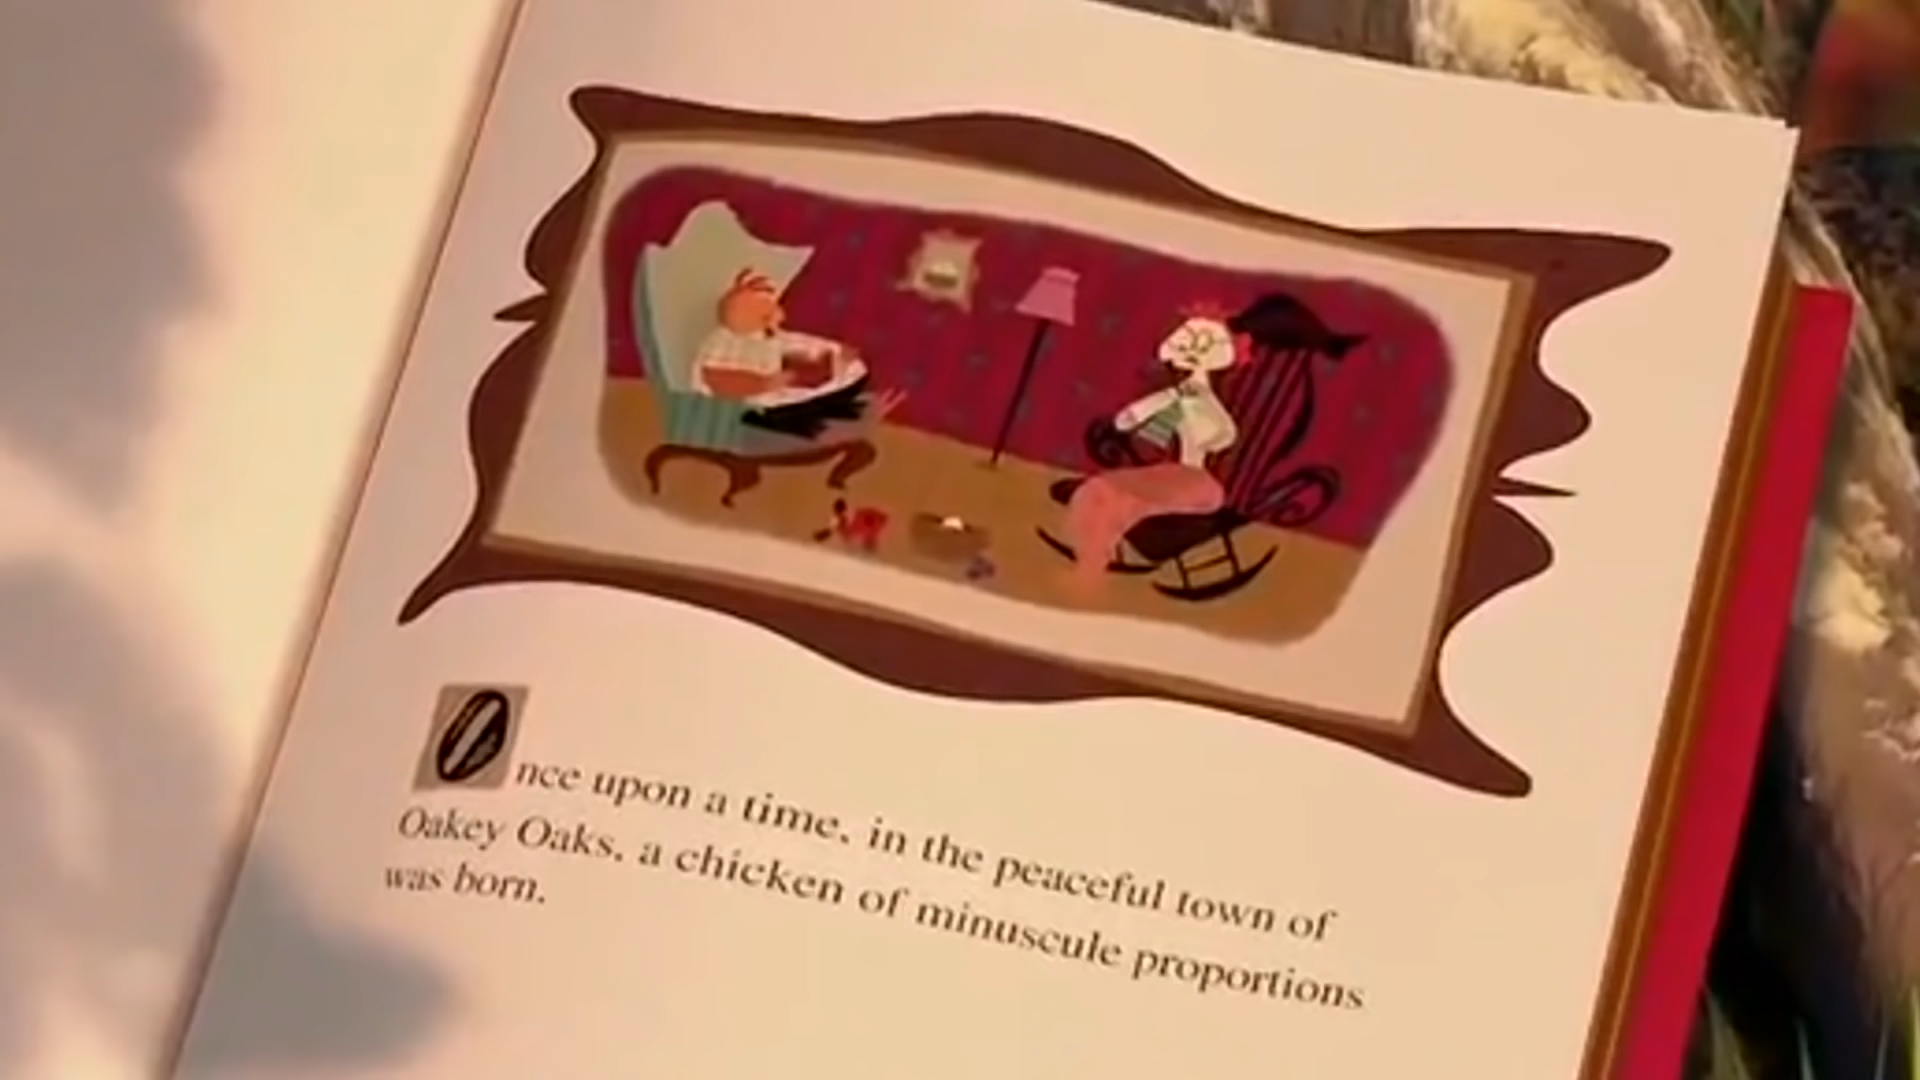 Once upon a time, in the peaceful town of
Oakey Oaks, a chicken of minuscule proportions
was born.